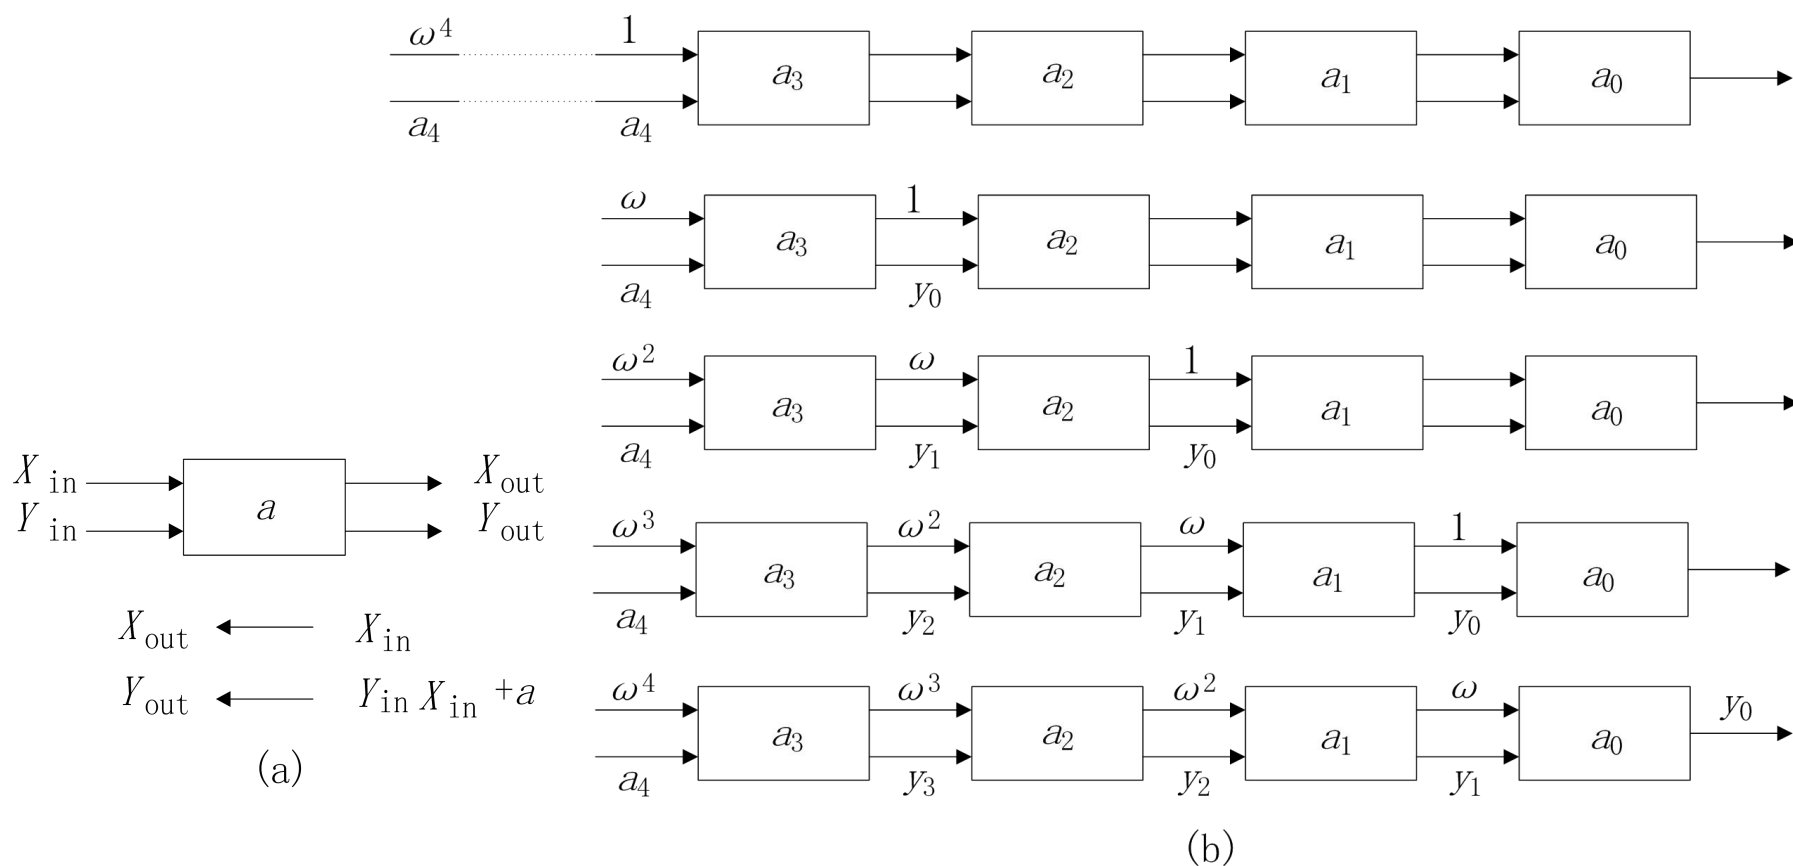 ω⁴ 1
a₃ a₂ a₁ a₀
a₄ a₄
ω 1
a₃ a₂ a₁ a₀
a₄ y₀
ω² ω 1
a₃ a₂ a₁ a₀
a₄ y₁ y₀
X in a X out
Y in Y out
ω³ ω² ω 1
a₃ a₂ a₁ a₀
a₄ y₂ y₁ y₀
X out X in
Y out Y in X in +a
(a)
ω⁴ ω³ ω² ω y₀
a₃ a₂ a₁ a₀
a₄ y₃ y₂ y₁
(b)